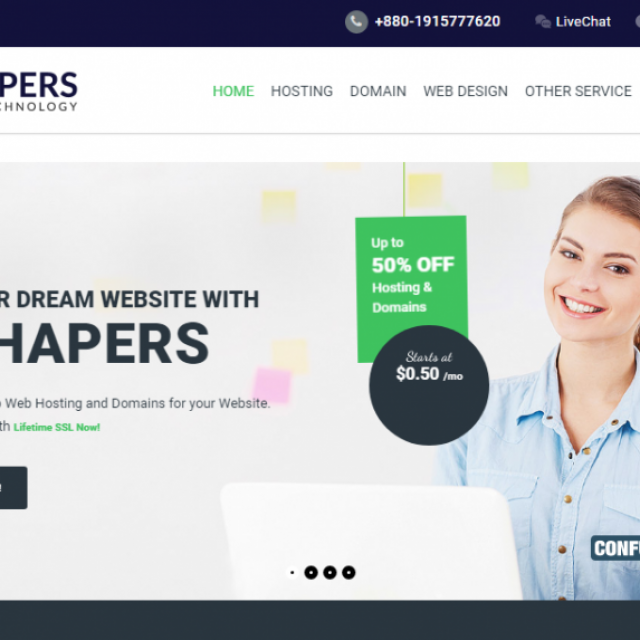 +880-1915777620 LiveChat
PERS
CHNOLOGY
HOME HOSTING DOMAIN WEB DESIGN OTHER SERVICE
Up to
50% OFF
Hosting &
Domains
Starts at
$0.50 /mo
R DREAM WEBSITE WITH
HAPERS
Web Hosting and Domains for your Website.
th Lifetime SSL Now!
CONF